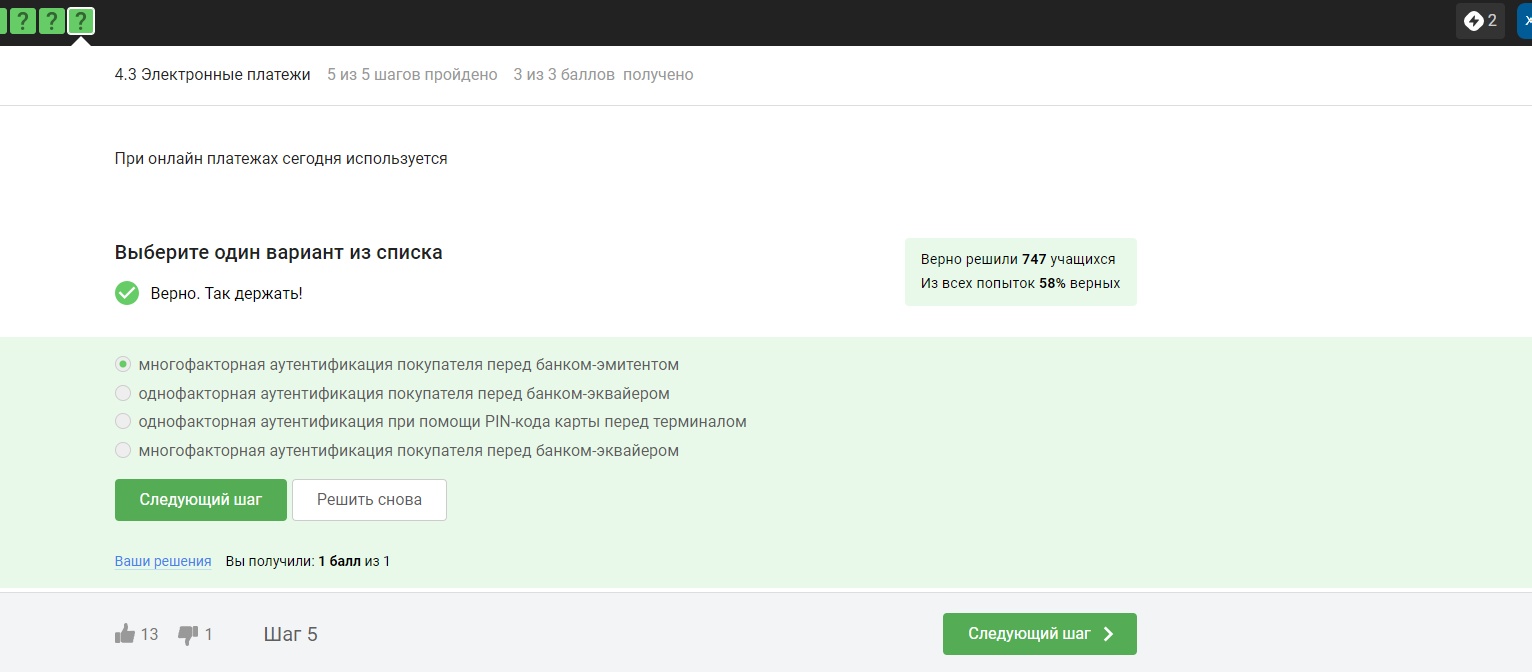 ? ? ? 2
4.3 Электронные платежи 5 из 5 шагов пройдено 3 из 3 баллов получено
При онлайн платежах сегодня используется
Выберите один вариант из списка
Верно. Так держать!
Верно решили 747 учащихся
Из всех попыток 58% верных
многофакторная аутентификация покупателя перед банком-эмитентом
однофакторная аутентификация покупателя перед банком-эквайером
однофакторная аутентификация при помощи PIN-кода карты перед терминалом
многофакторная аутентификация покупателя перед банком-эквайером
Следующий шаг Решить снова
Ваши решения Вы получили: 1 балл из 1
13 1 Шаг 5 Следующий шаг